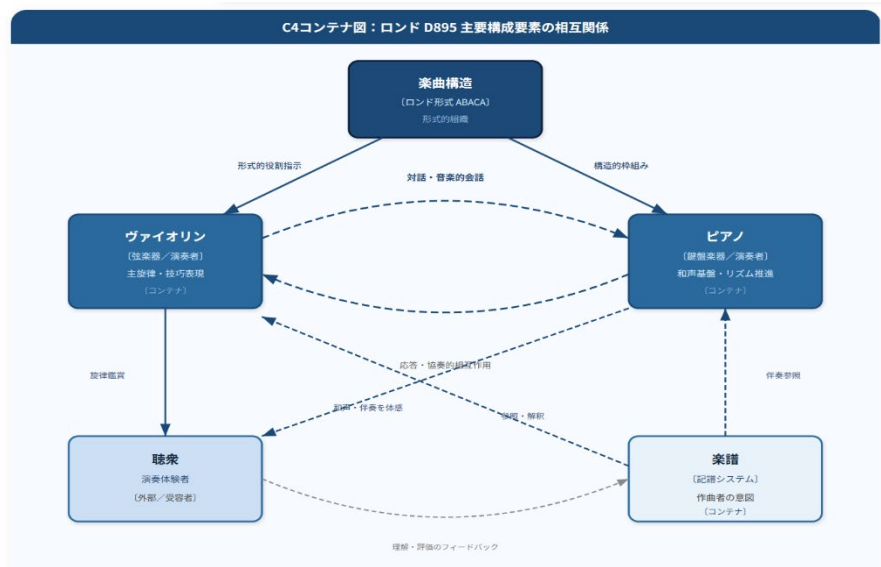 C4コンテナ図：ロンド D895 主要構成要素の相互関係
楽曲構造
〔ロンド形式 ABACA〕
形式的組織
形式的役割指示
構造的枠組み
対話・音楽的会話
ヴァイオリン
〔弦楽器／演奏者〕
主旋律・技巧表現
〔コンテナ〕
ピアノ
〔鍵盤楽器／演奏者〕
和声基盤・リズム推進
〔コンテナ〕
応答・協奏的相互作用
旋律鑑賞
伴奏参照
和声・伴奏を体感
参照・解釈
聴衆
演奏体験者
〔外部／受容者〕
楽譜
〔記譜システム〕
作曲者の意図
〔コンテナ〕
理解・評価のフィードバック